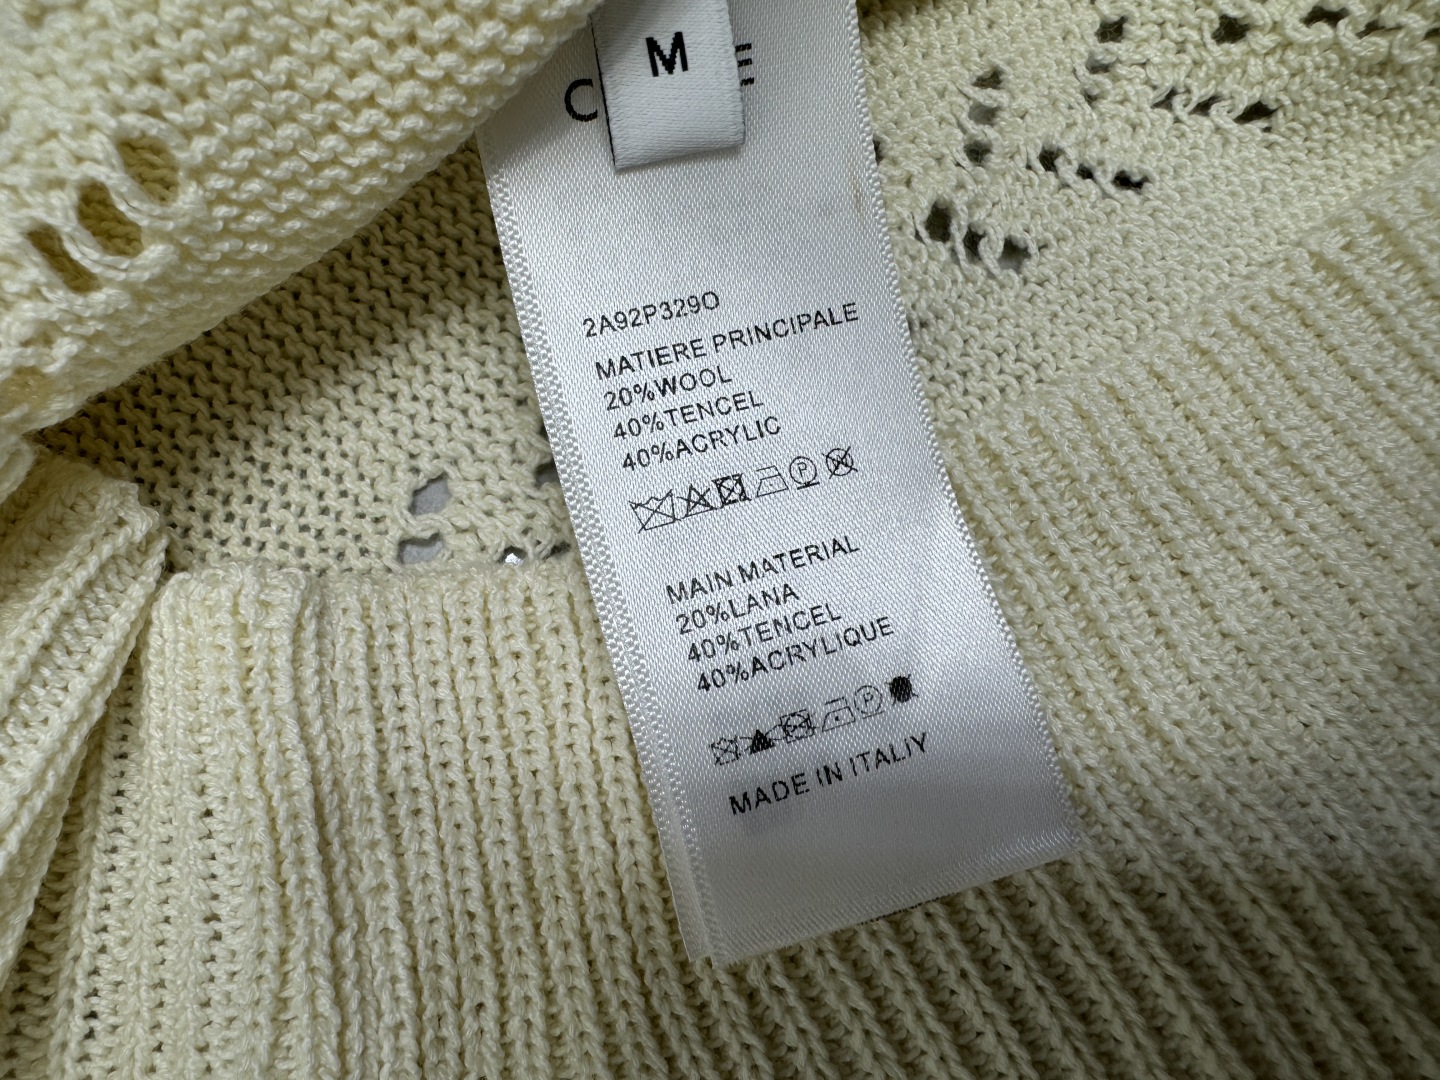 M
2A92P329O
MATIERE PRINCIPALE
20%WOOL
40%TENCEL
40%ACRYLIC
P
MAIN MATERIAL
20%LANA
40%TENCEL
40%ACRYLIQUE
P
MADE IN ITALIY